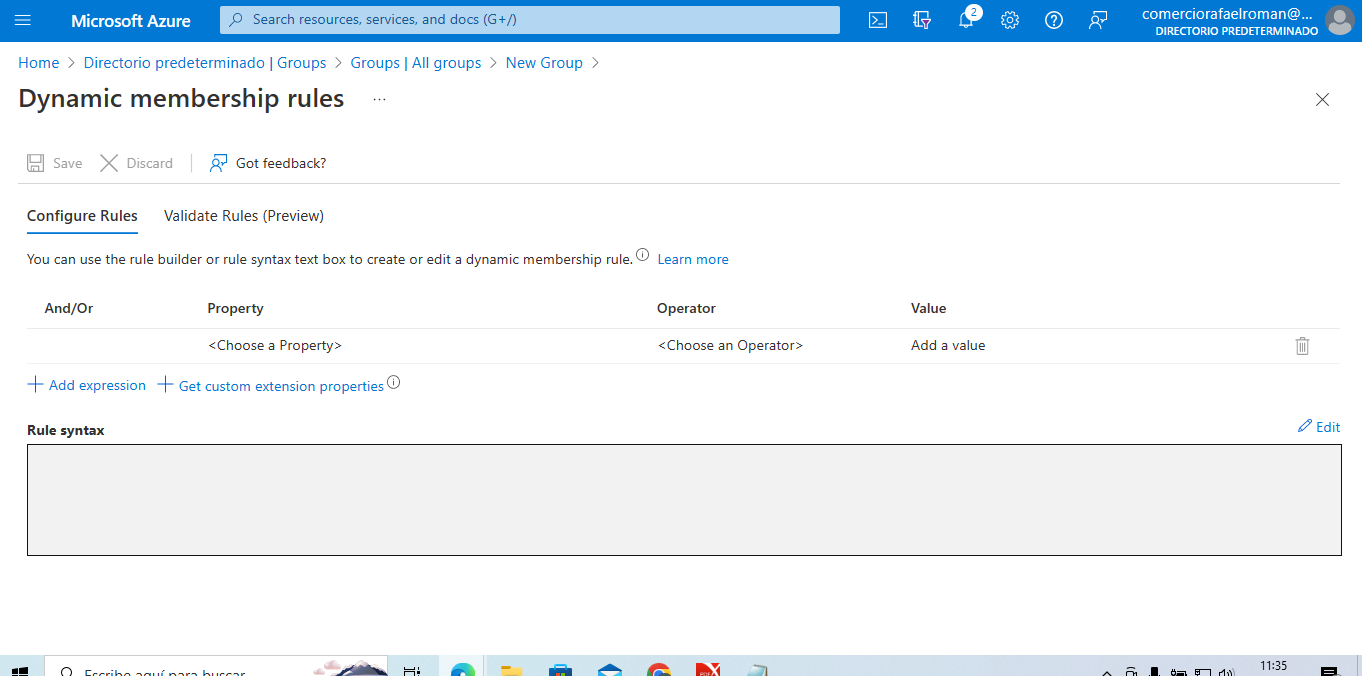 Microsoft Azure
Search resources, services, and docs (G+/)
2
comerciorafaelroman@...
DIRECTORIO PREDETERMINADO
Home > Directorio predeterminado | Groups > Groups | All groups > New Group >
Dynamic membership rules ...
Save Discard Got feedback?
Configure Rules Validate Rules (Preview)
You can use the rule builder or rule syntax text box to create or edit a dynamic membership rule. Learn more
And/Or Property Operator Value
<Choose a Property> <Choose an Operator> Add a value
+ Add expression + Get custom extension properties
Rule syntax Edit
Escribe aquí para buscar
11:35